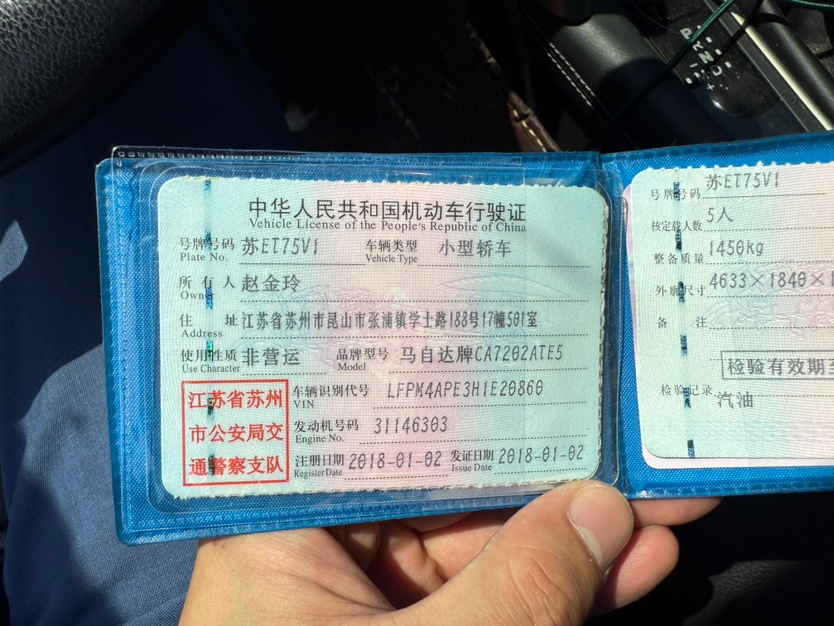 中华人民共和国机动车行驶证
Vehicle License of the People's Republic of China
号牌号码 苏ET75V1 车辆类型 小型轿车
Plate No. Vehicle Type
所有人 赵金玲
Owner
住址 江苏省苏州市昆山市张浦镇学士路188号17幢501室
Address
使用性质 非营运 品牌型号 马自达牌CA7202ATE5
Use Character Model
江苏省苏州
市公安局交
通警察支队
车辆识别代号 LFPM4APE3H1E20860
VIN
发动机号码 31146303
Engine No.
注册日期 2018-01-02 发证日期 2018-01-02
Register Date Issue Date
号牌号码 苏ET75V1
核定载人数 5人
整备质量 1450kg
外廓尺寸 4633×1840×1
备注
检验有效期至
检验记录
汽油
P
R
N
D